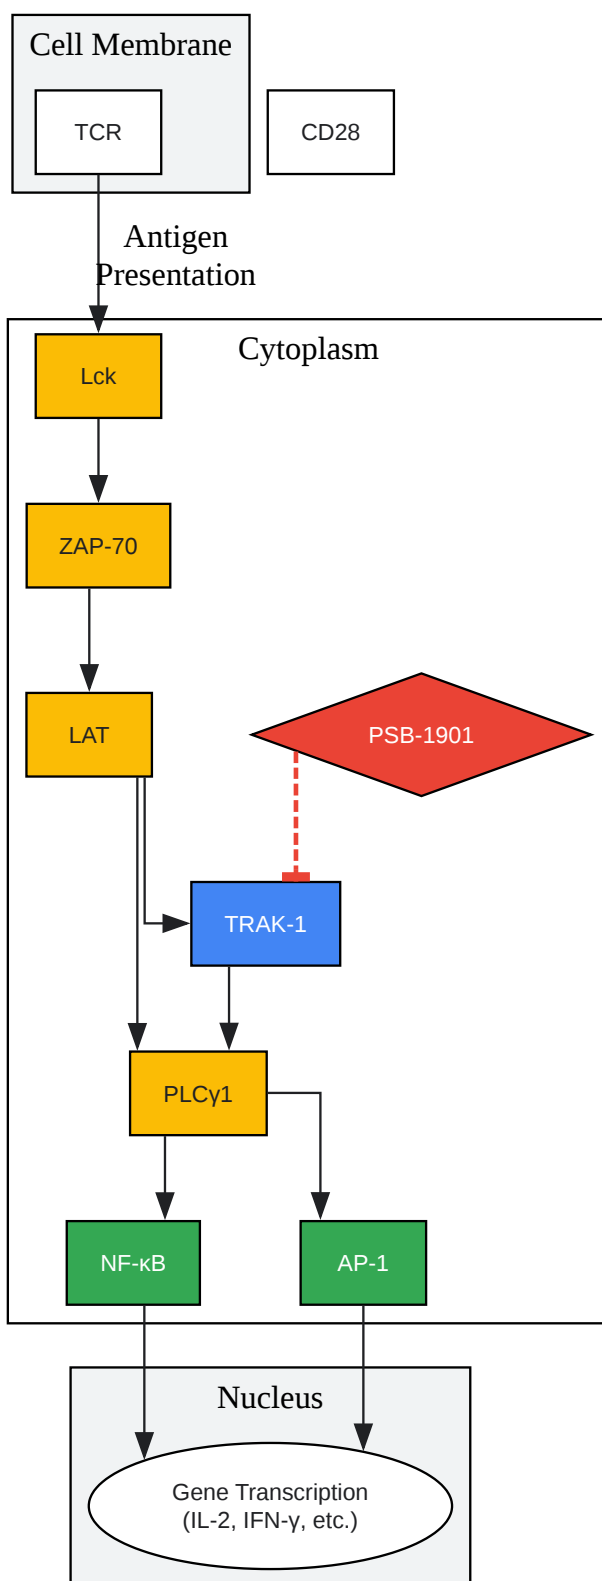 Cell Membrane
TCR
CD28
Antigen
Presentation
Cytoplasm
Lck
ZAP-70
LAT
PSB-1901
TRAK-1
PLCγ1
NF-κB
AP-1
Nucleus
Gene Transcription
(IL-2, IFN-γ, etc.)